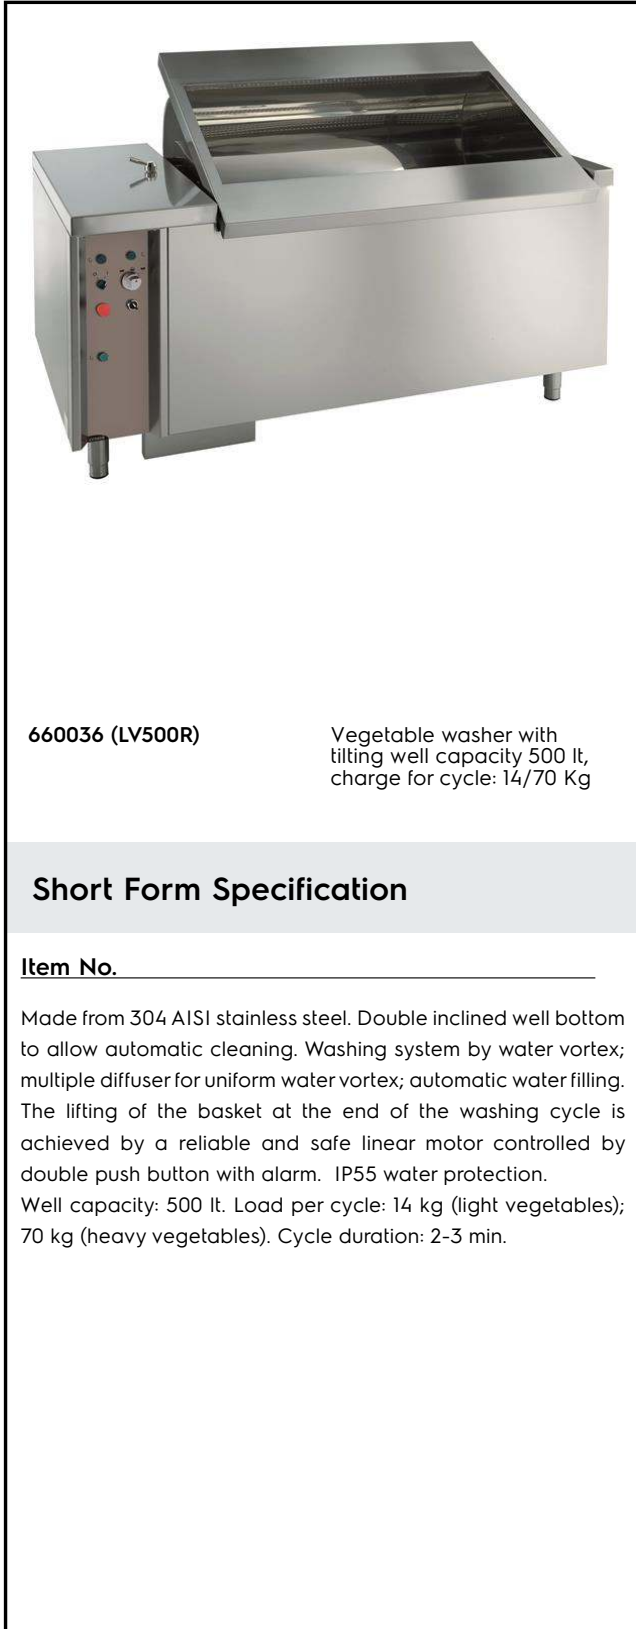 660036 (LV500R)
Vegetable washer with
tilting well capacity 500 lt,
charge for cycle: 14/70 Kg
Short Form Specification
Item No.
Made from 304 AISI stainless steel. Double inclined well bottom
to allow automatic cleaning. Washing system by water vortex;
multiple diffuser for uniform water vortex; automatic water filling.
The lifting of the basket at the end of the washing cycle is
achieved by a reliable and safe linear motor controlled by
double push button with alarm. IP55 water protection.
Well capacity: 500 lt. Load per cycle: 14 kg (light vegetables);
70 kg (heavy vegetables). Cycle duration: 2-3 min.